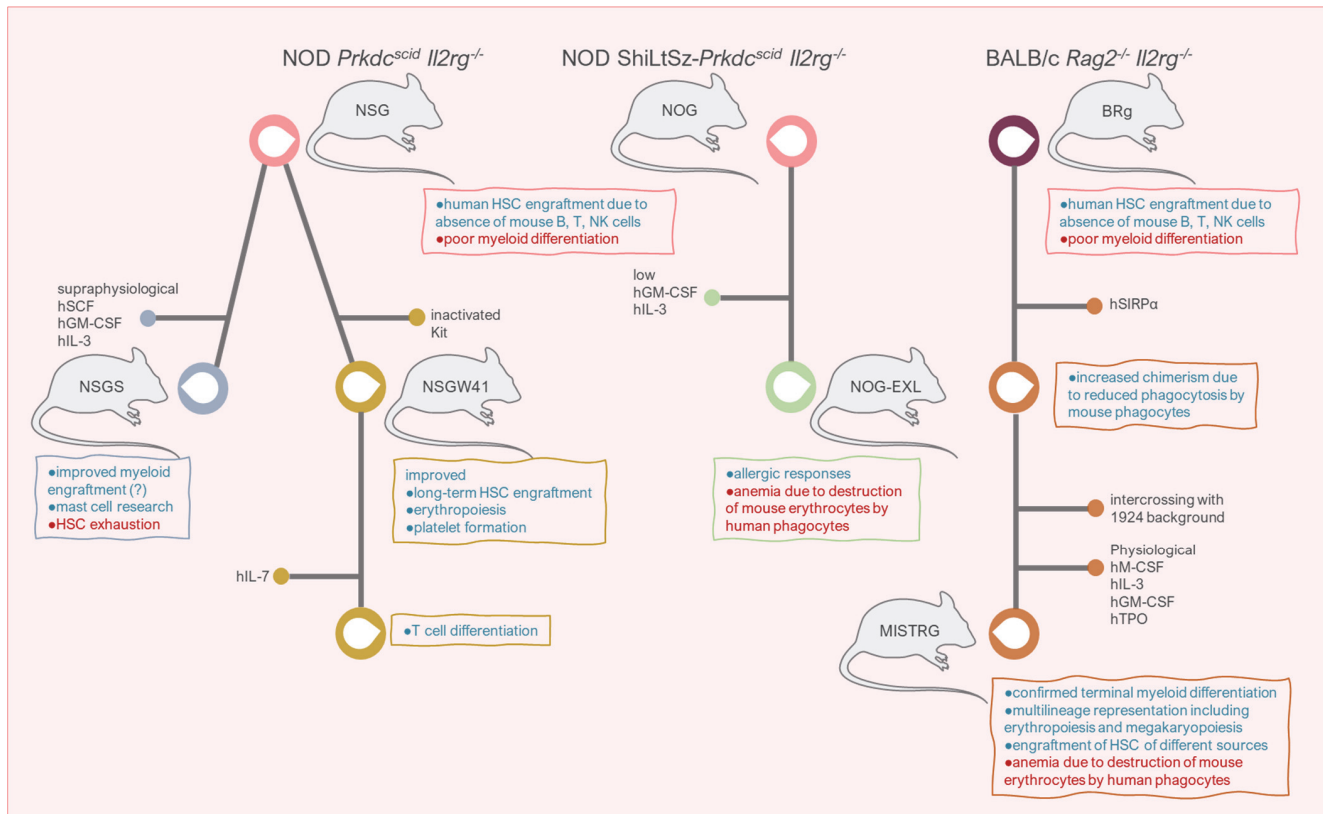 NOD Prkdcscid Il2rg-/-
NSG
●human HSC engraftment due to
absence of mouse B, T, NK cells
●poor myeloid differentiation
supraphysiological
hSCF
hGM-CSF
hIL-3
NSGS
●improved myeloid
engraftment (?)
●mast cell research
●HSC exhaustion
inactivated
Kit
NSGW41
improved
●long-term HSC engraftment
●erythropoiesis
●platelet formation
hIL-7
●T cell differentiation
NOD ShiLtSz-Prkdcscid Il2rg-/-
NOG
low
hGM-CSF
hIL-3
NOG-EXL
●allergic responses
●anemia due to destruction
of mouse erythrocytes by
human phagocytes
BALB/c Rag2-/- Il2rg-/-
BRg
●human HSC engraftment due to
absence of mouse B, T, NK cells
●poor myeloid differentiation
hSIRPα
●increased chimerism due
to reduced phagocytosis by
mouse phagocytes
intercrossing with
1924 background
Physiological
hM-CSF
hIL-3
hGM-CSF
hTPO
MISTRG
●confirmed terminal myeloid differentiation
●multilineage representation including
erythropoiesis and megakaryopoiesis
●engraftment of HSC of different sources
●anemia due to destruction of mouse
erythrocytes by human phagocytes